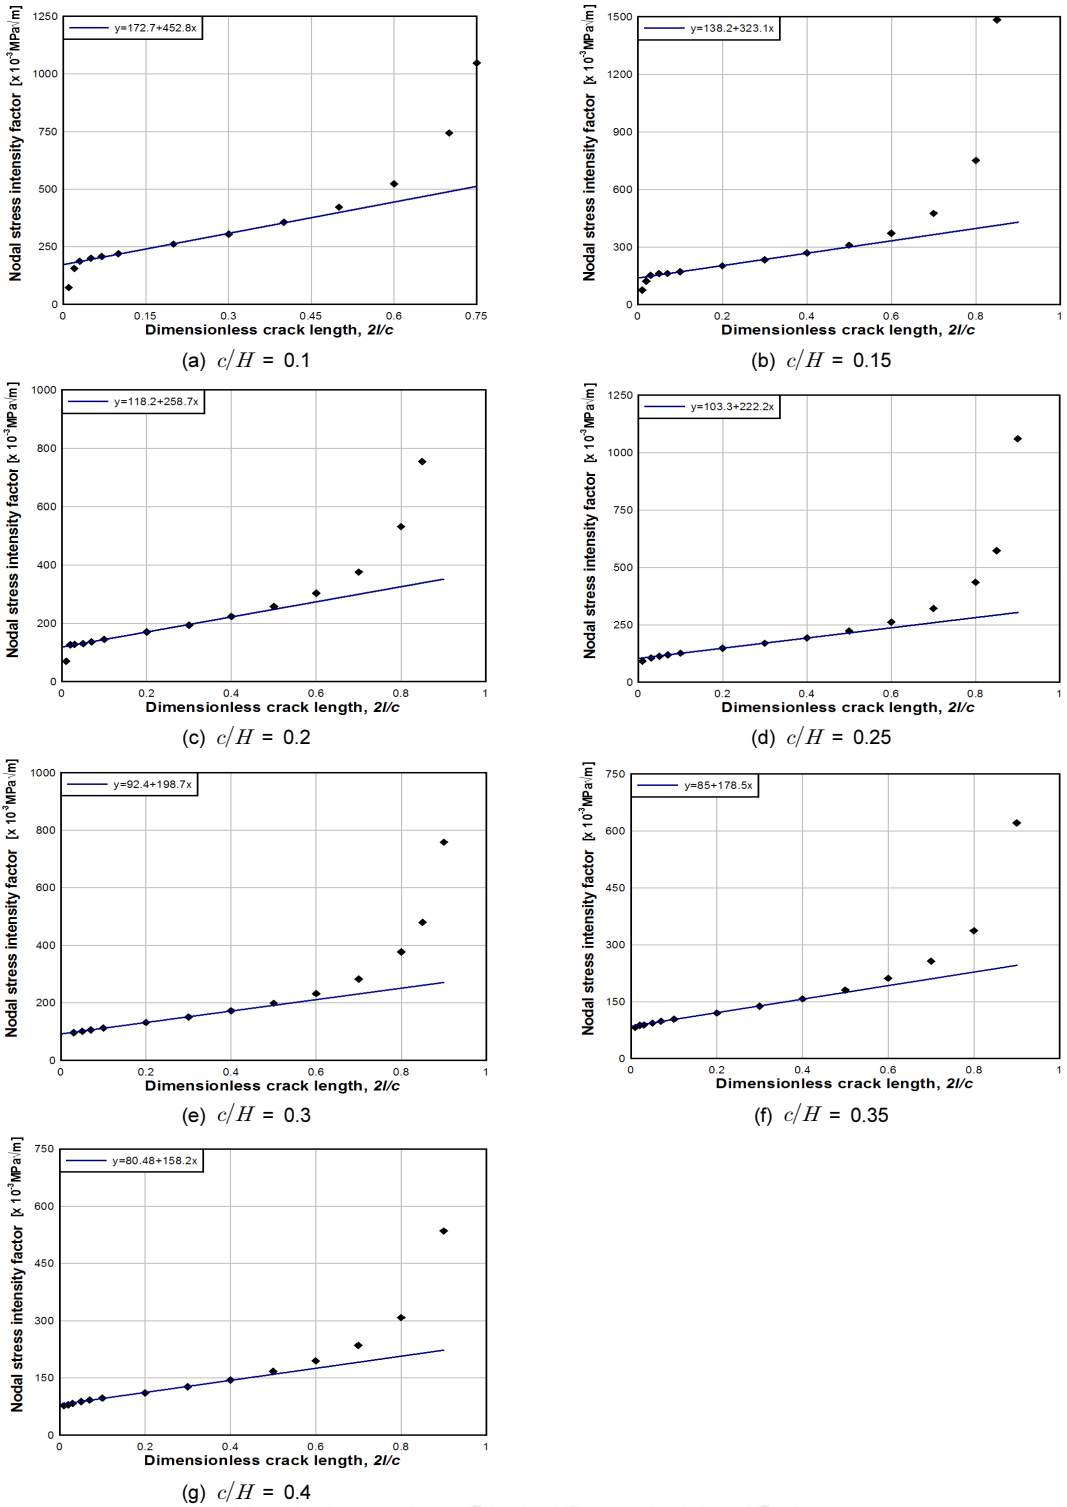 Nodal stress intensity factor [x 10⁻³MPa√m]
1250
1000
750
500
250
0
y=172.7+452.8x
0 0.15 0.3 0.45 0.6 0.75
Dimensionless crack length, 2l/c
(a) c/H = 0.1
Nodal stress intensity factor [x 10⁻³MPa√m]
1500
1200
900
600
300
0
y=138.2+323.1x
0 0.2 0.4 0.6 0.8 1
Dimensionless crack length, 2l/c
(b) c/H = 0.15
Nodal stress intensity factor [x 10⁻³MPa√m]
1000
800
600
400
200
0
y=118.2+258.7x
0 0.2 0.4 0.6 0.8 1
Dimensionless crack length, 2l/c
(c) c/H = 0.2
Nodal stress intensity factor [x 10⁻³MPa√m]
1250
1000
750
500
250
0
y=103.3+222.2x
0 0.2 0.4 0.6 0.8 1
Dimensionless crack length, 2l/c
(d) c/H = 0.25
Nodal stress intensity factor [x 10³MPa√m]
1000
800
600
400
200
0
y=92.4+198.7x
0 0.2 0.4 0.6 0.8 1
Dimensionless crack length, 2l/c
(e) c/H = 0.3
Nodal stress intensity factor [x 10⁻³MPa√m]
750
600
450
300
150
0
y=85+178.5x
0 0.2 0.4 0.6 0.8 1
Dimensionless crack length, 2l/c
(f) c/H = 0.35
Nodal stress intensity factor [x 10⁻³MPa√m]
750
600
450
300
150
0
y=80.48+158.2x
0 0.2 0.4 0.6 0.8 1
Dimensionless crack length, 2l/c
(g) c/H = 0.4